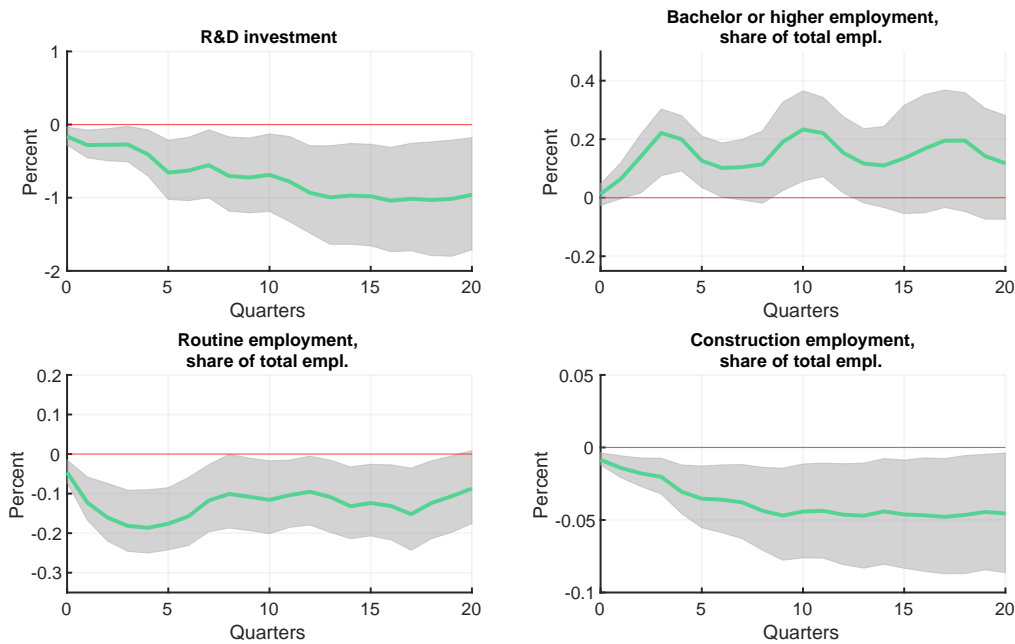 R&D investment
1
0
-1
-2
Percent
0
5
10
15
20
Quarters
Bachelor or higher employment,
share of total empl.
0.4
0.2
0
-0.2
Percent
0
5
10
15
20
Quarters
Routine employment,
share of total empl.
0.2
0.1
0
-0.1
-0.2
-0.3
Percent
0
5
10
15
20
Quarters
Construction employment,
share of total empl.
0.05
0
-0.05
-0.1
Percent
0
5
10
15
20
Quarters